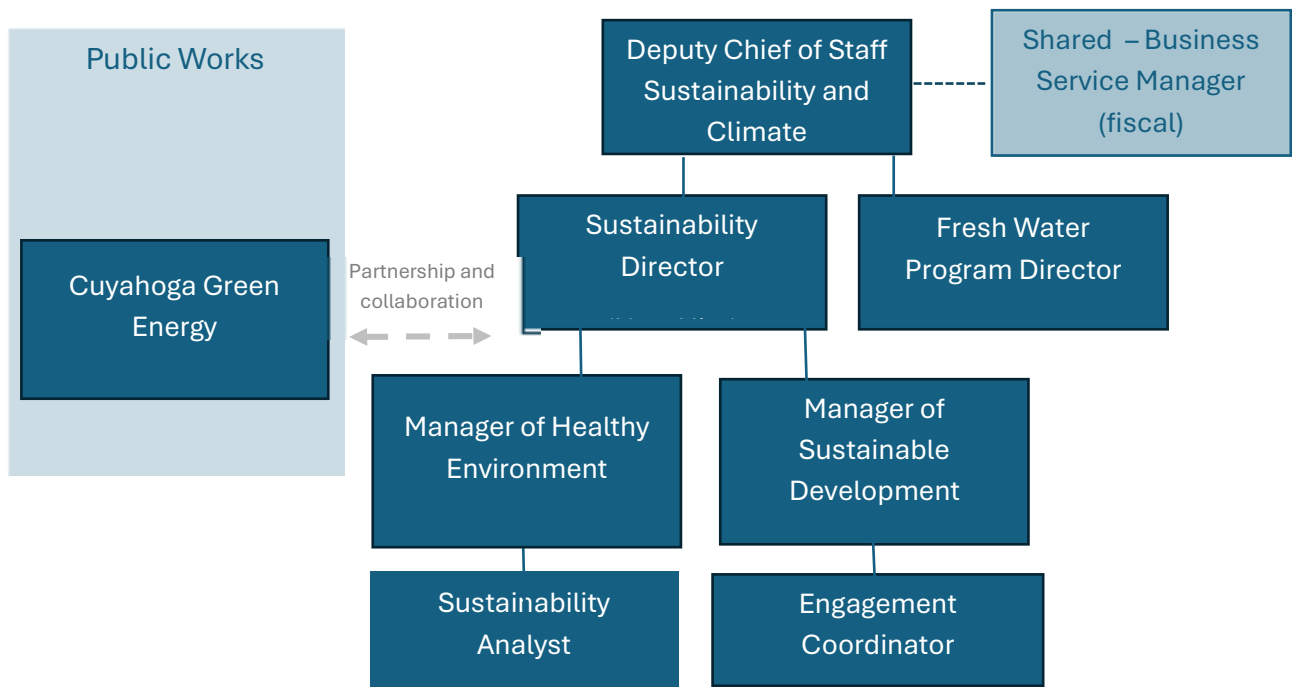 Public Works
Deputy Chief of Staff
Sustainability and
Climate
Shared – Business
Service Manager
(fiscal)
Sustainability
Director
Fresh Water
Program Director
Cuyahoga Green
Energy
Partnership and
collaboration
Manager of Healthy
Environment
Manager of
Sustainable
Development
Sustainability
Analyst
Engagement
Coordinator